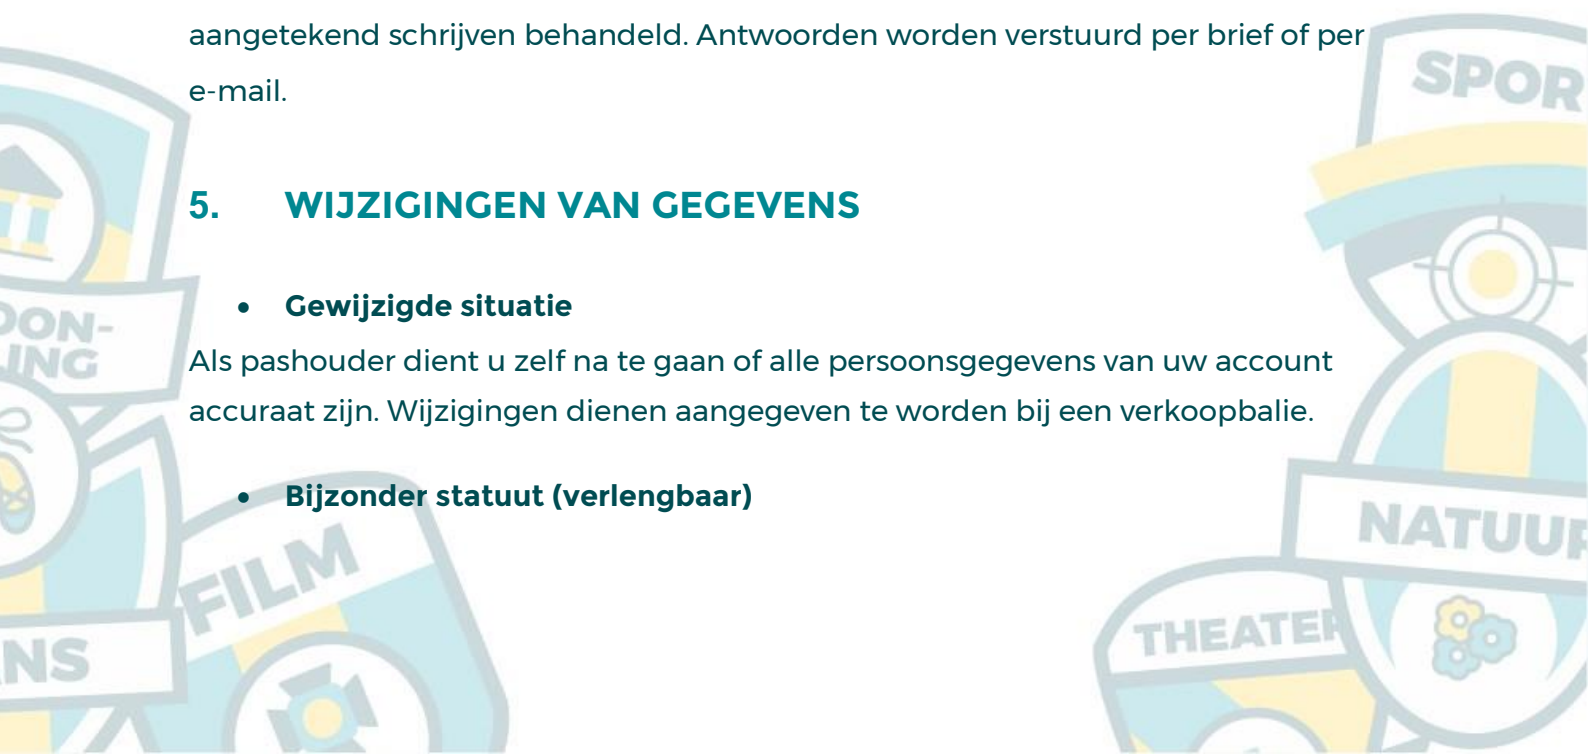 aangetekend schrijven behandeld. Antwoorden worden verstuurd per brief of per
e-mail.
SPOR
5. WIJZIGINGEN VAN GEGEVENS
• Gewijzigde situatie
OON-
LING
Als pashouder dient u zelf na te gaan of alle persoonsgegevens van uw account
accuraat zijn. Wijzigingen dienen aangegeven te worden bij een verkoopbalie.
• Bijzonder statuut (verlengbaar)
NATUUR
FILM
THEATER
NS